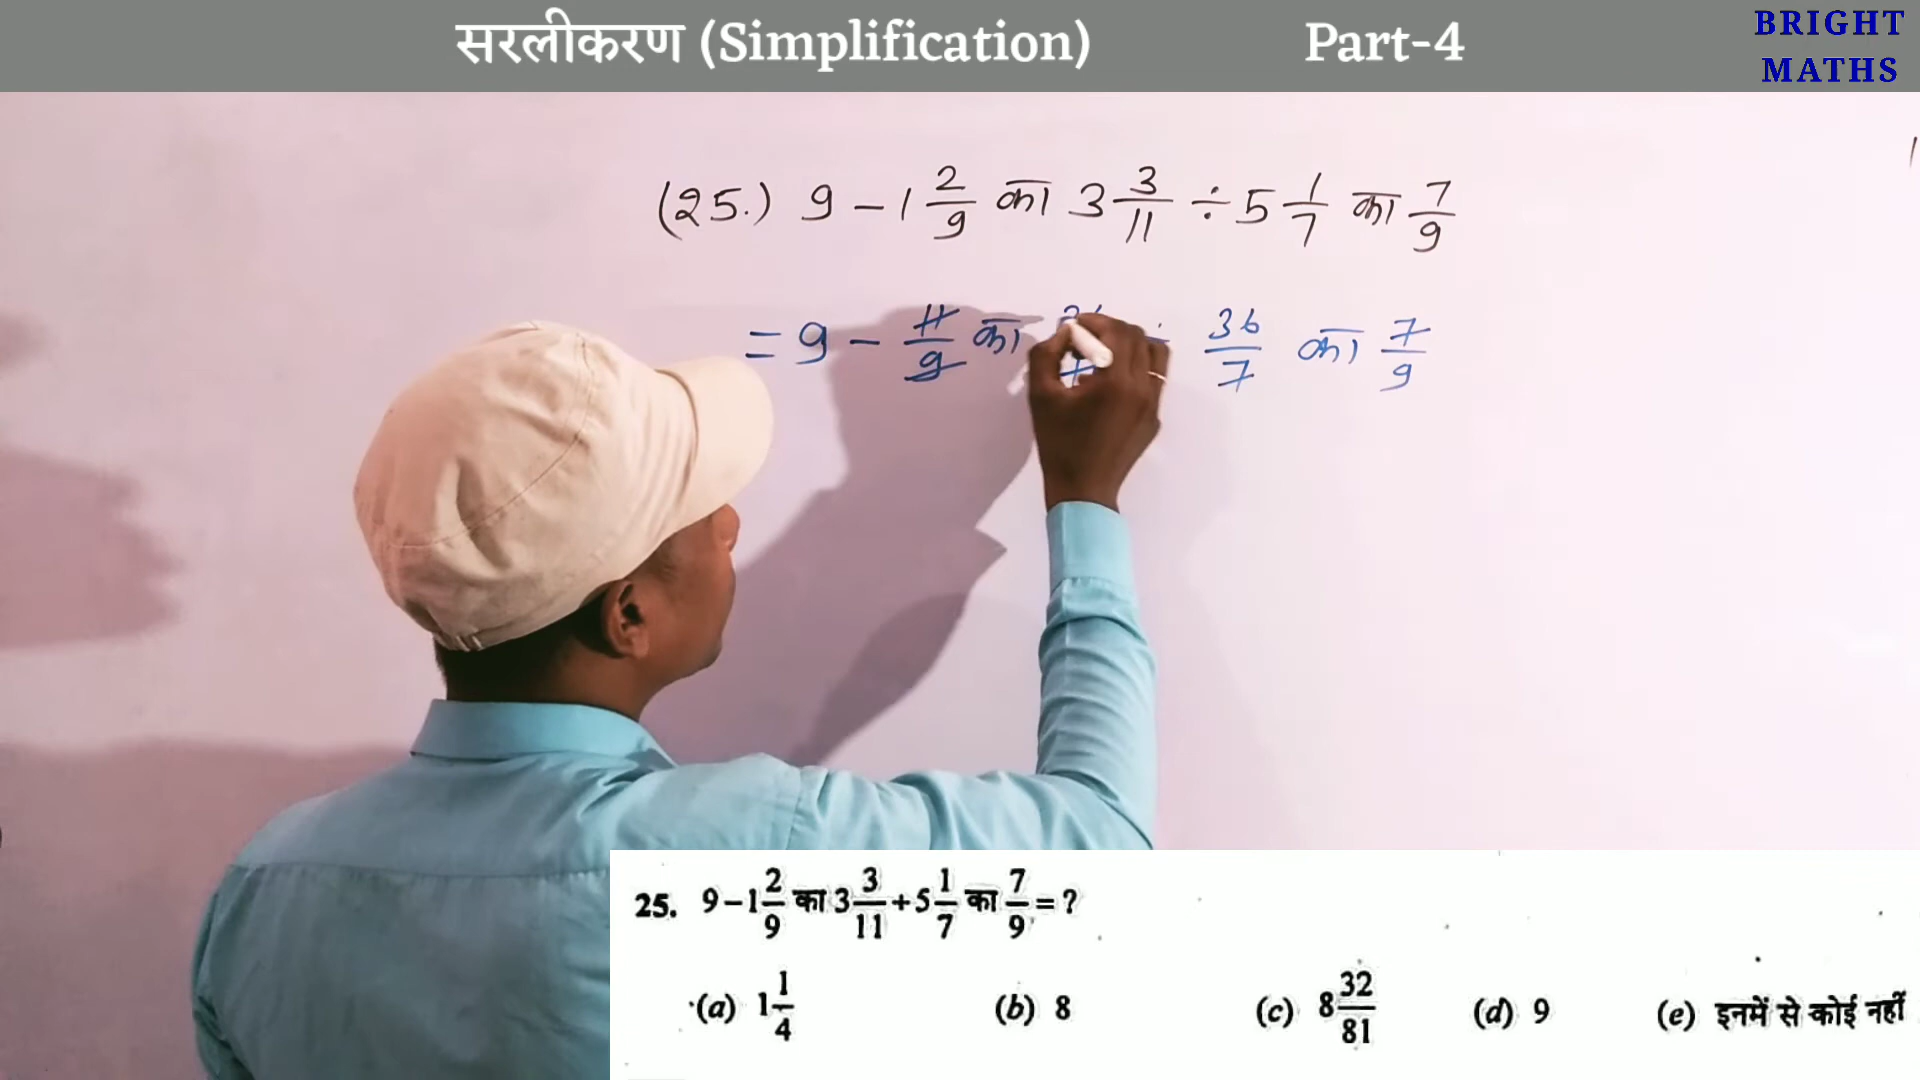 सरलीकरण (Simplification) Part-4
BRIGHT
MATHS
(25.) 9 - 1 2/9 का 3 3/11 ÷ 5 1/7 का 7/9
= 9 - 11/9 का ÷ 36/7 का 7/9
25. 9 - 1 2/9 का 3 3/11 + 5 1/7 का 7/9 = ?
(a) 1 1/4 (b) 8 (c) 8 32/81 (d) 9 (e) इनमें से कोई नहीं